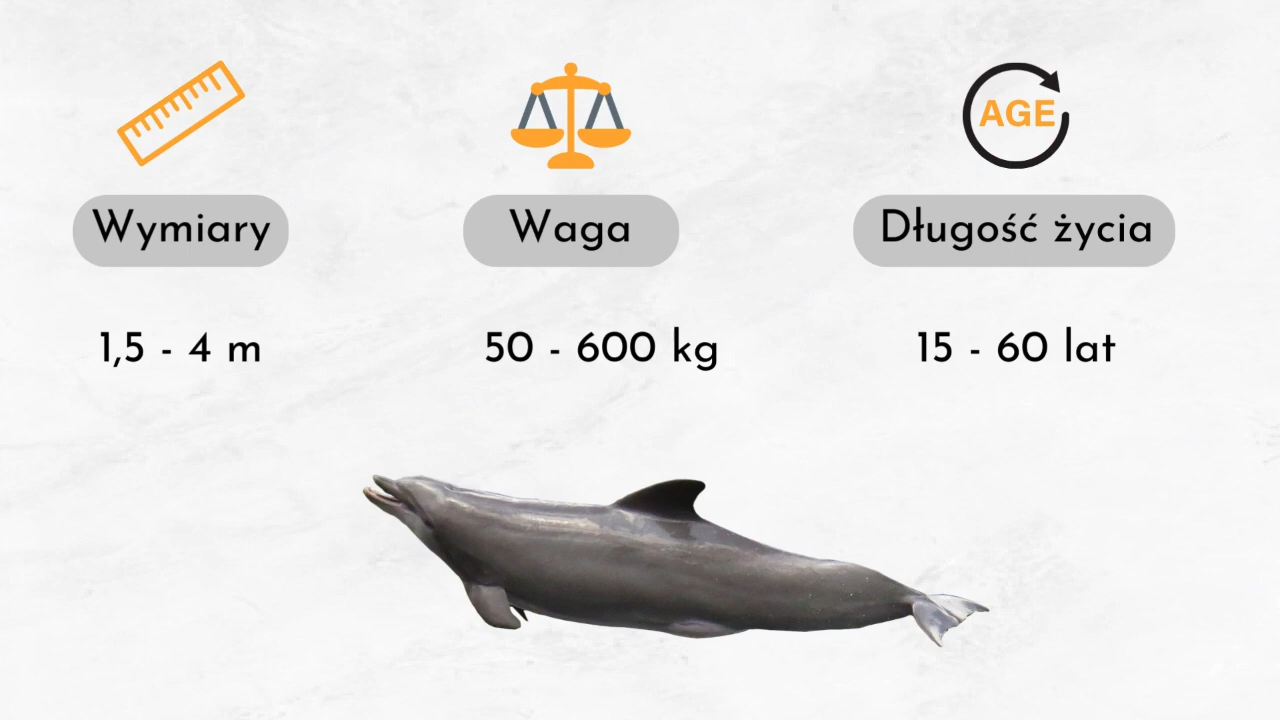 AGE
Wymiary
Waga
Długość życia
1,5 - 4 m
50 - 600 kg
15 - 60 lat